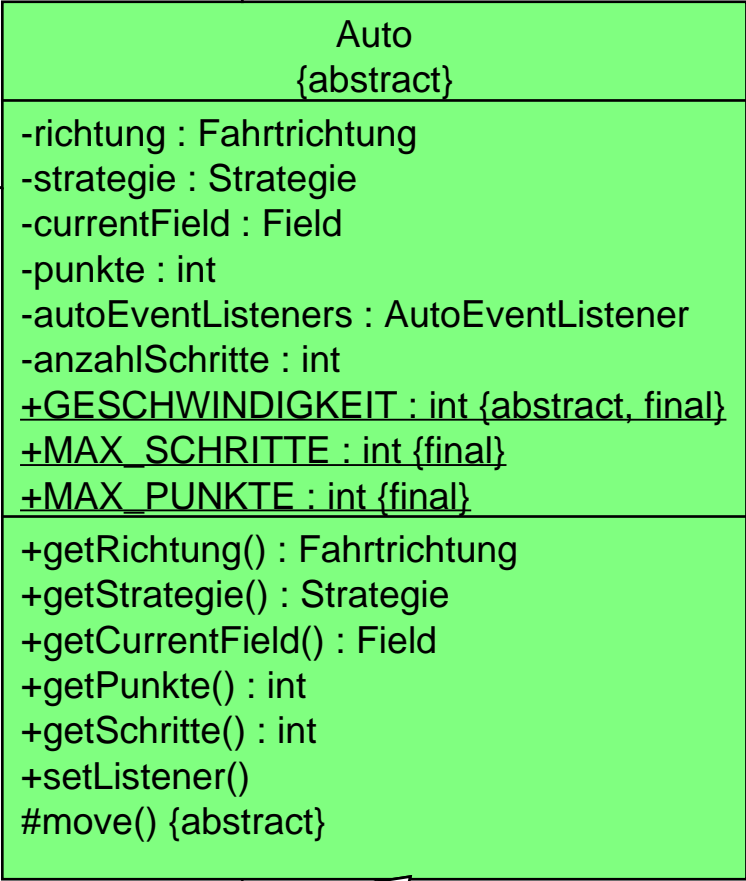 Auto
{abstract}
-richtung : Fahrtrichtung
-strategie : Strategie
-currentField : Field
-punkte : int
-autoEventListeners : AutoEventListener
-anzahlSchritte : int
+GESCHWINDIGKEIT : int {abstract, final}
+MAX_SCHRITTE : int {final}
+MAX_PUNKTE : int {final}
+getRichtung() : Fahrtrichtung
+getStrategie() : Strategie
+getCurrentField() : Field
+getPunkte() : int
+getSchritte() : int
+setListener()
#move() {abstract}